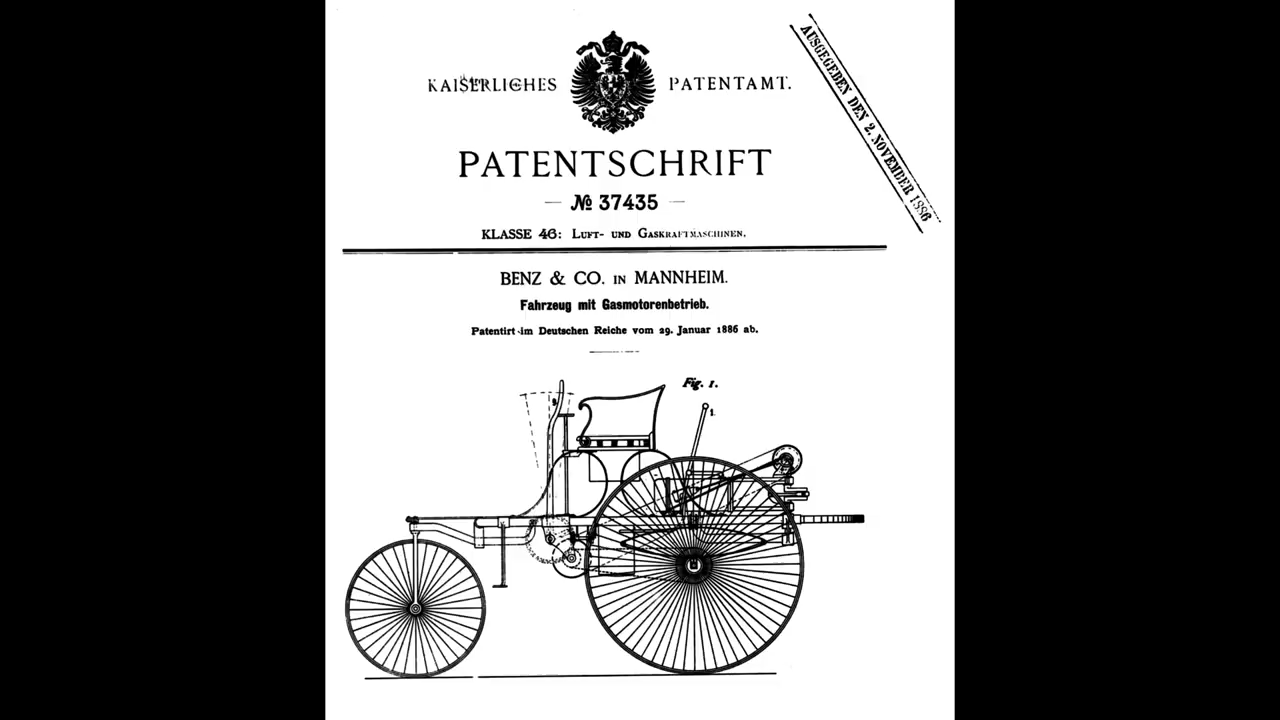 KAISERLICHES PATENTAMT.
AUSGEGEBEN DEN 2. NOVEMBER 1886
PATENTSCHRIFT
— № 37435 —
KLASSE 46: LUFT- UND GASKRAFTMASCHINEN.
BENZ & CO. IN MANNHEIM.
Fahrzeug mit Gasmotorenbetrieb.
Patentirt im Deutschen Reiche vom 29. Januar 1886 ab.
Fig. 1.
9